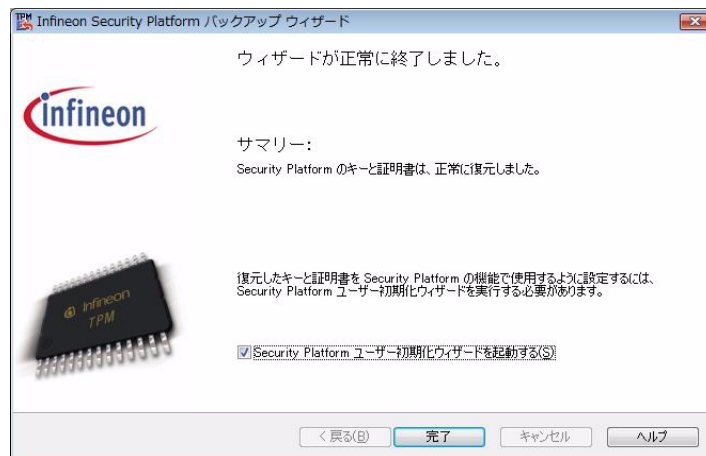 Infineon Security Platform バックアップ ウィザード
ウィザードが正常に終了しました。
infineon
サマリー:
Security Platform のキーと証明書は、正常に復元しました。
復元したキーと証明書を Security Platform の機能で使用するように設定するには、
Security Platform ユーザー初期化ウィザードを実行する必要があります。
infineon
TPM
Security Platform ユーザー初期化ウィザードを起動する(S)
< 戻る(B)
完了
キャンセル
ヘルプ